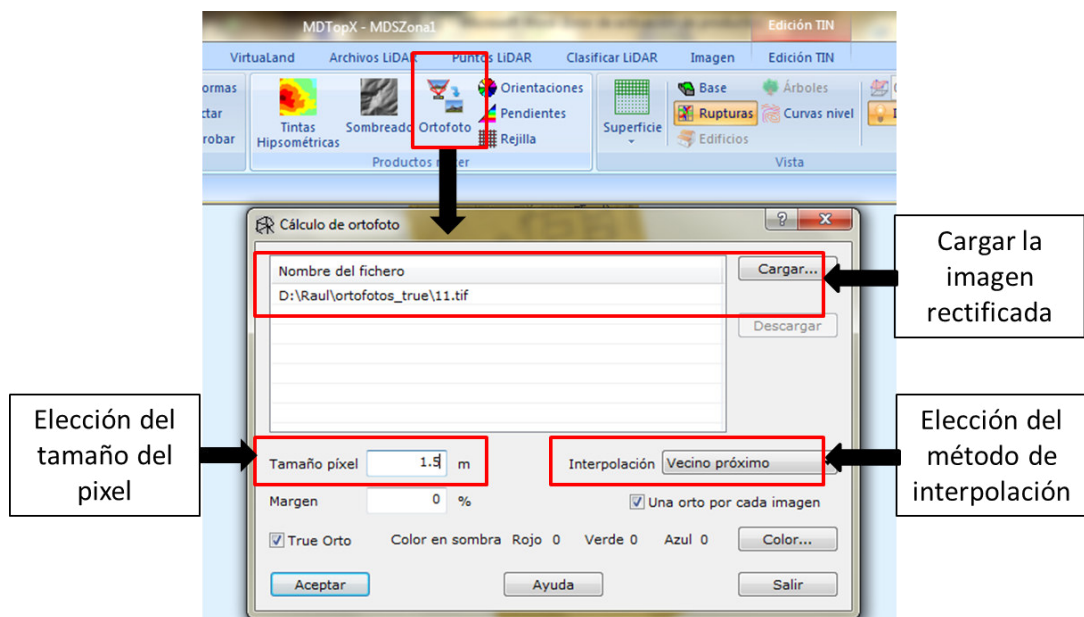 MDTopX - MDSZona1
Edición TIN
VirtuaLand Archivos LiDAR Puntos LiDAR Clasificar LiDAR Imagen Edición TIN
Tintas Hipsométricas
Sombreado
Ortofoto
Orientaciones
Pendientes
Rejilla
Superficie
Base
Rupturas
Edificios
Árboles
Curvas nivel
Vista
Cálculo de ortofoto
Nombre del fichero
D:\Raul\ortofotos_true\11.tif
Cargar...
Descargar
Tamaño píxel 1.5 m
Interpolación Vecino próximo
Margen 0 %
Una orto por cada imagen
True Orto Color en sombra Rojo 0 Verde 0 Azul 0 Color...
Aceptar Ayuda Salir
Cargar la
imagen
rectificada
Elección del
tamaño del
pixel
Elección del
método de
interpolación